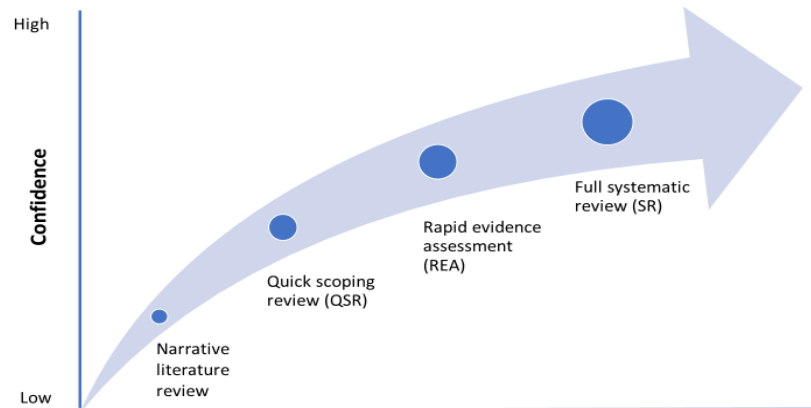 High
Confidence
Full systematic
review (SR)
Rapid evidence
assessment
(REA)
Quick scoping
review (QSR)
Narrative
literature
review
Low